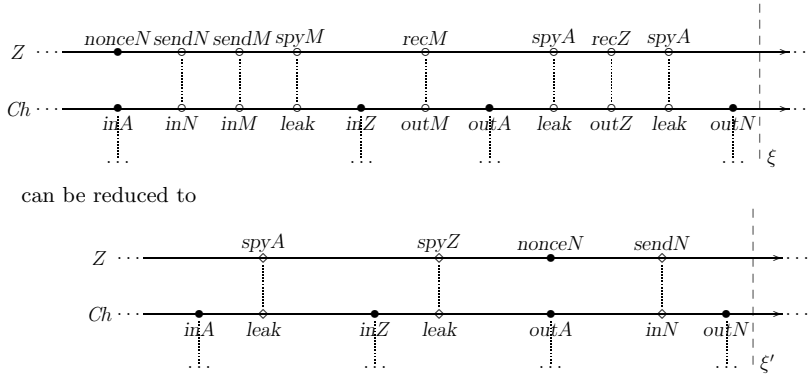 nonceN sendN sendM spyM recM spyA recZ spyA
Z ··· ···
Ch ··· ···
inA inN inM leak inZ outM outA leak outZ leak outN
··· ··· ··· ··· ξ
can be reduced to
spyA spyZ nonceN sendN
Z ··· ···
Ch ··· ···
inA leak inZ leak outA inN outN
··· ··· ··· ··· ξ′